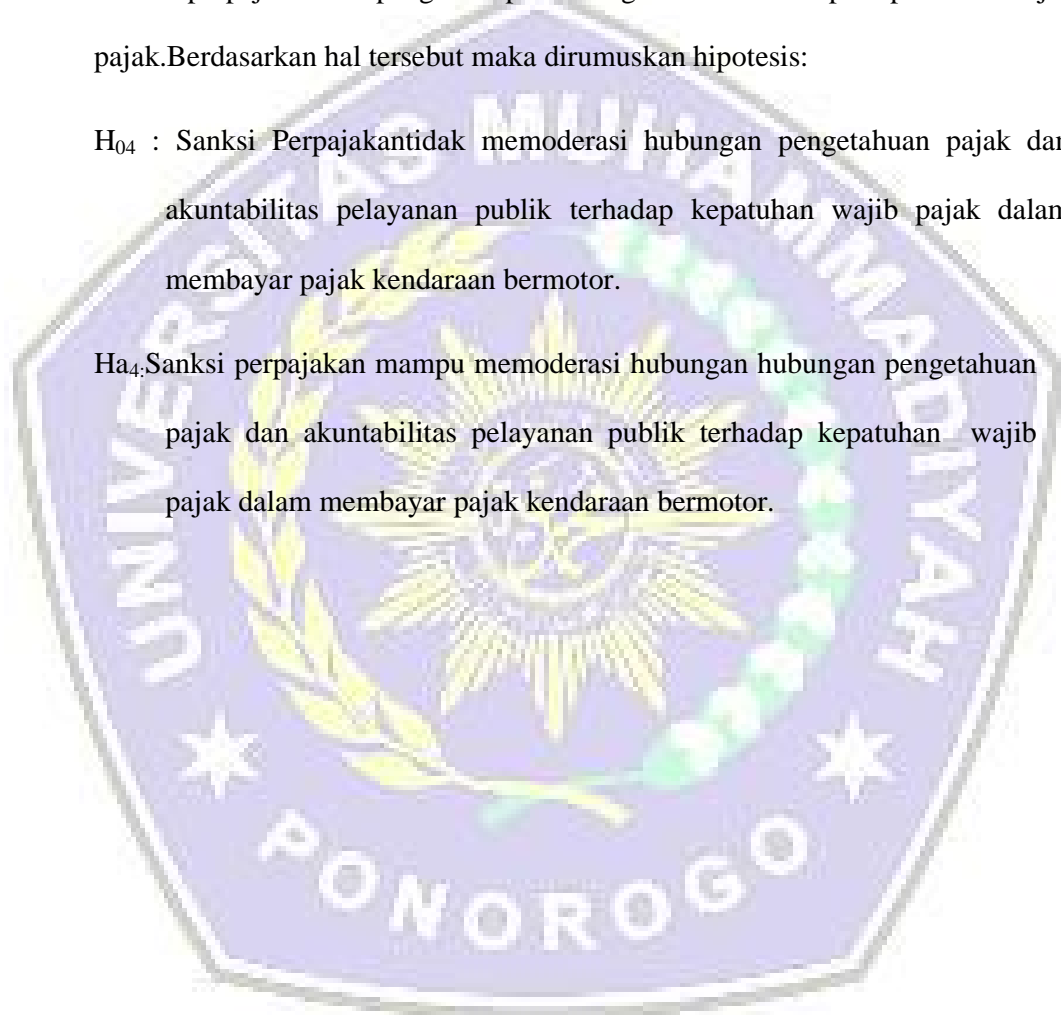 pajak.Berdasarkan hal tersebut maka dirumuskan hipotesis:
H04 : Sanksi Perpajakantidak memoderasi hubungan pengetahuan pajak dan
akuntabilitas pelayanan publik terhadap kepatuhan wajib pajak dalam
membayar pajak kendaraan bermotor.
Ha4:Sanksi perpajakan mampu memoderasi hubungan hubungan pengetahuan
pajak dan akuntabilitas pelayanan publik terhadap kepatuhan wajib
pajak dalam membayar pajak kendaraan bermotor.
UNIVERSITAS MUHAMMADIYAH
PONOROGO